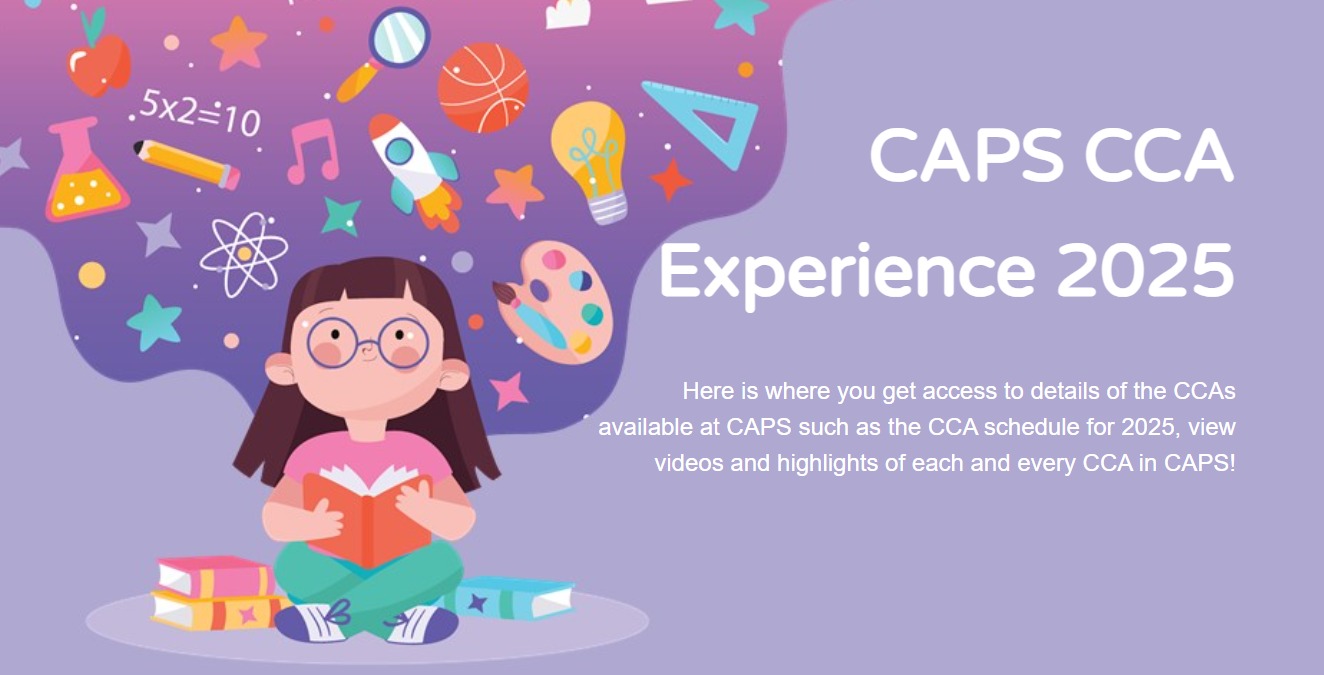 5x2=10
CAPS CCA
Experience 2025
Here is where you get access to details of the CCAs
available at CAPS such as the CCA schedule for 2025, view
videos and highlights of each and every CCA in CAPS!